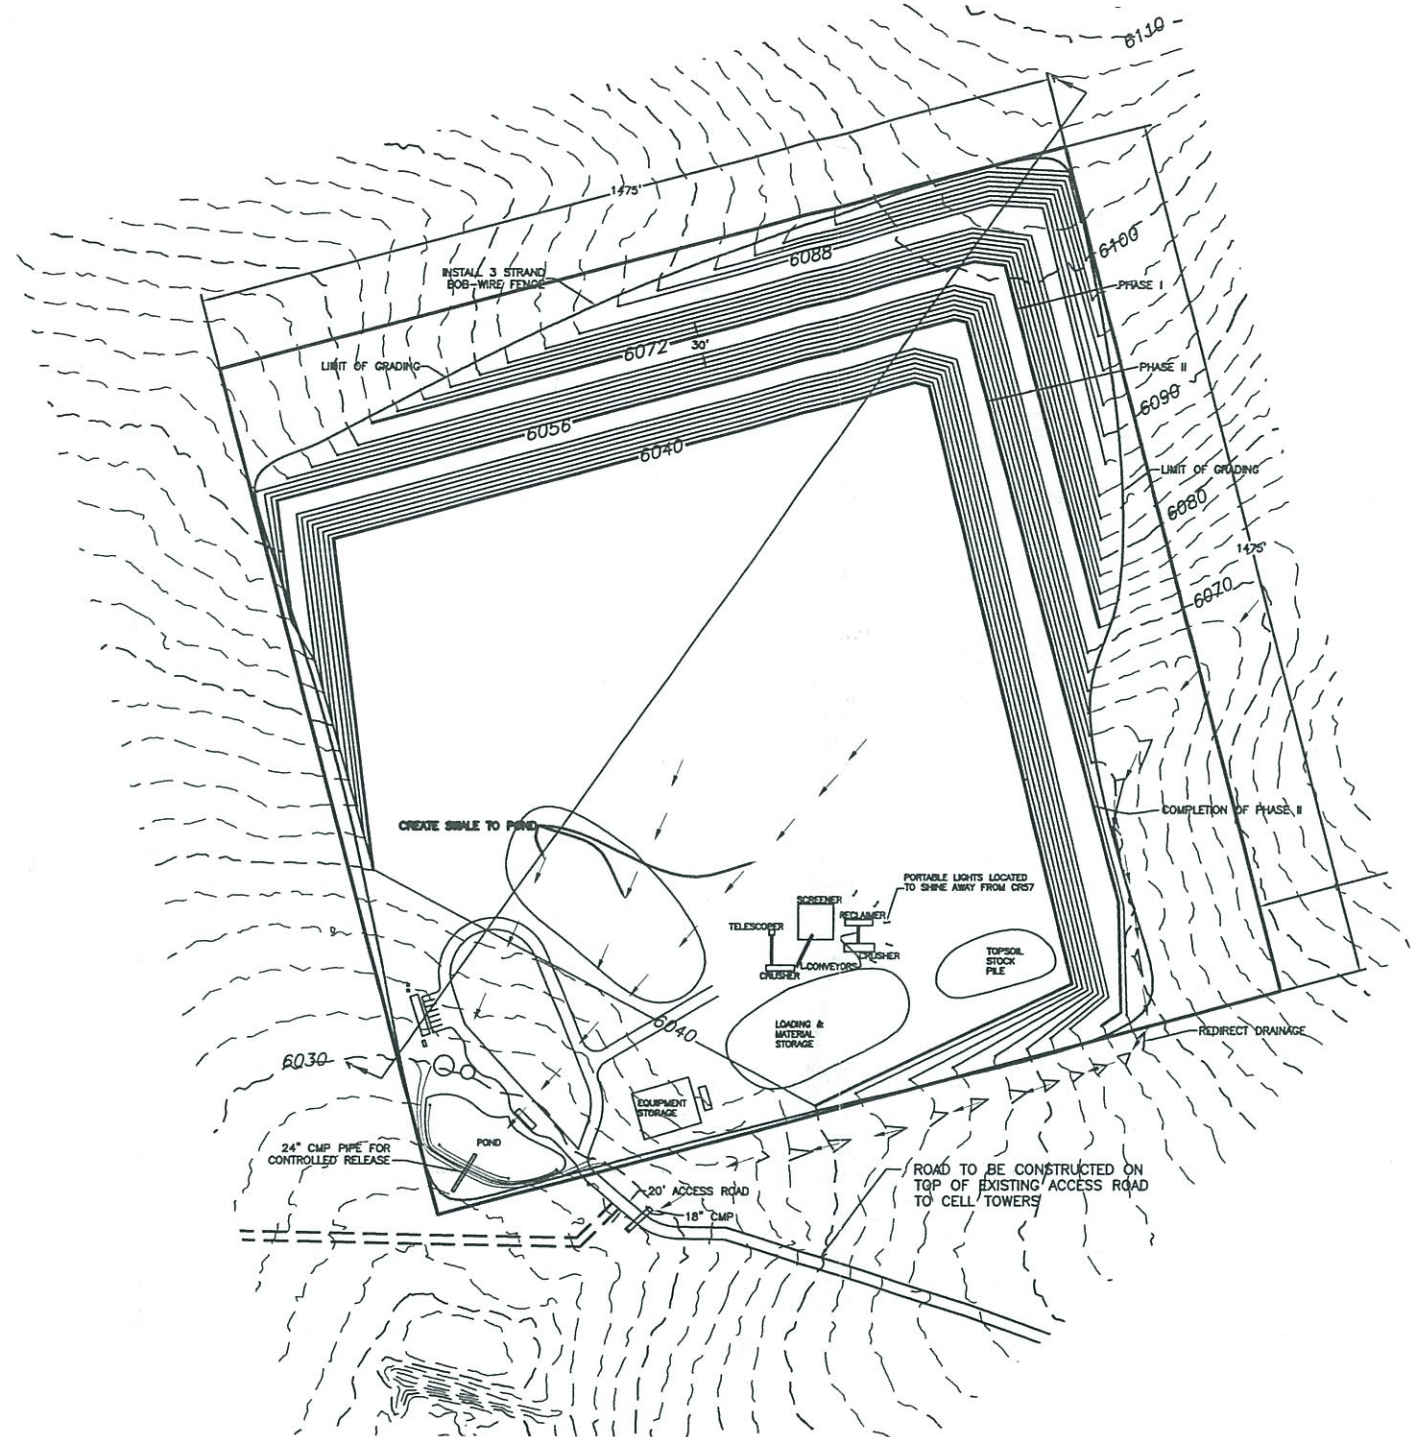 6110
1475'
6100
6088
INSTALL 3 STRAND
BOB-WIRE FENCE
PHASE I
30'
6072
LIMIT OF GRADING
PHASE II
6090
6056
6040
LIMIT OF GRADING
6080
1475'
6070
COMPLETION OF PHASE II
CREATE SWALE TO POND
PORTABLE LIGHTS LOCATED
TO SHINE AWAY FROM CR57
SCREENER
RECLAIMER
TELESCOPER
CRUSHER
CONVEYORS
CRUSHER
TOPSOIL
STOCK
PILE
LOADING &
MATERIAL
STORAGE
6040
REDIRECT DRAINAGE
6030
EQUIPMENT
STORAGE
POND
24" CMP PIPE FOR
CONTROLLED RELEASE
ROAD TO BE CONSTRUCTED ON
TOP OF EXISTING ACCESS ROAD
TO CELL TOWERS
20' ACCESS ROAD
18" CMP